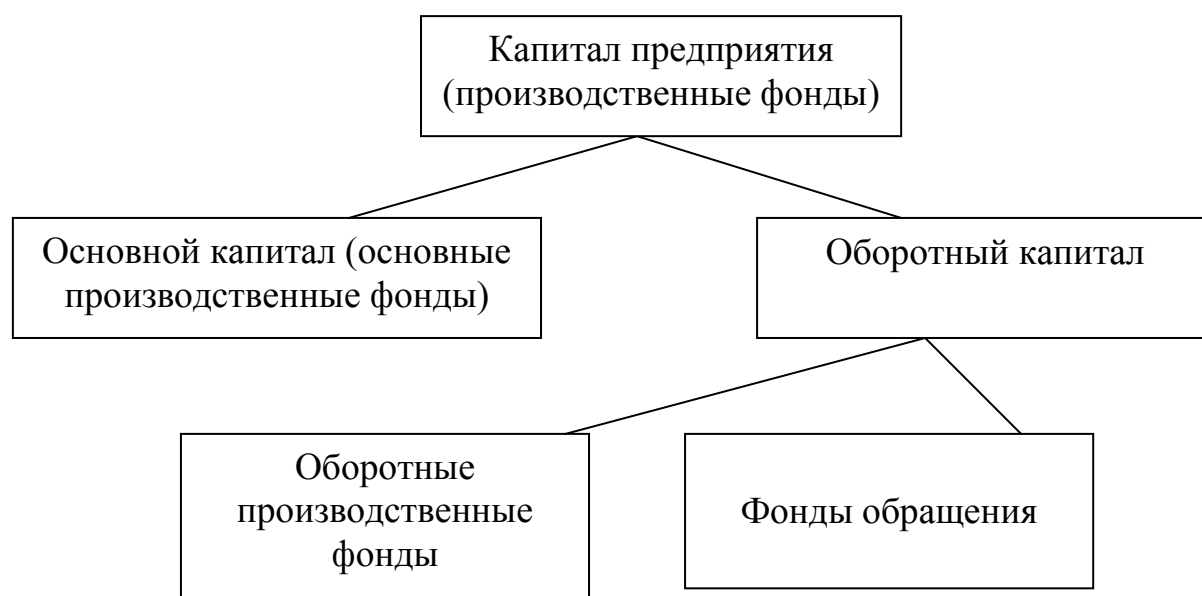 Капитал предприятия
(производственные фонды)
Основной капитал (основные
производственные фонды)
Оборотный капитал
Оборотные
производственные
фонды
Фонды обращения